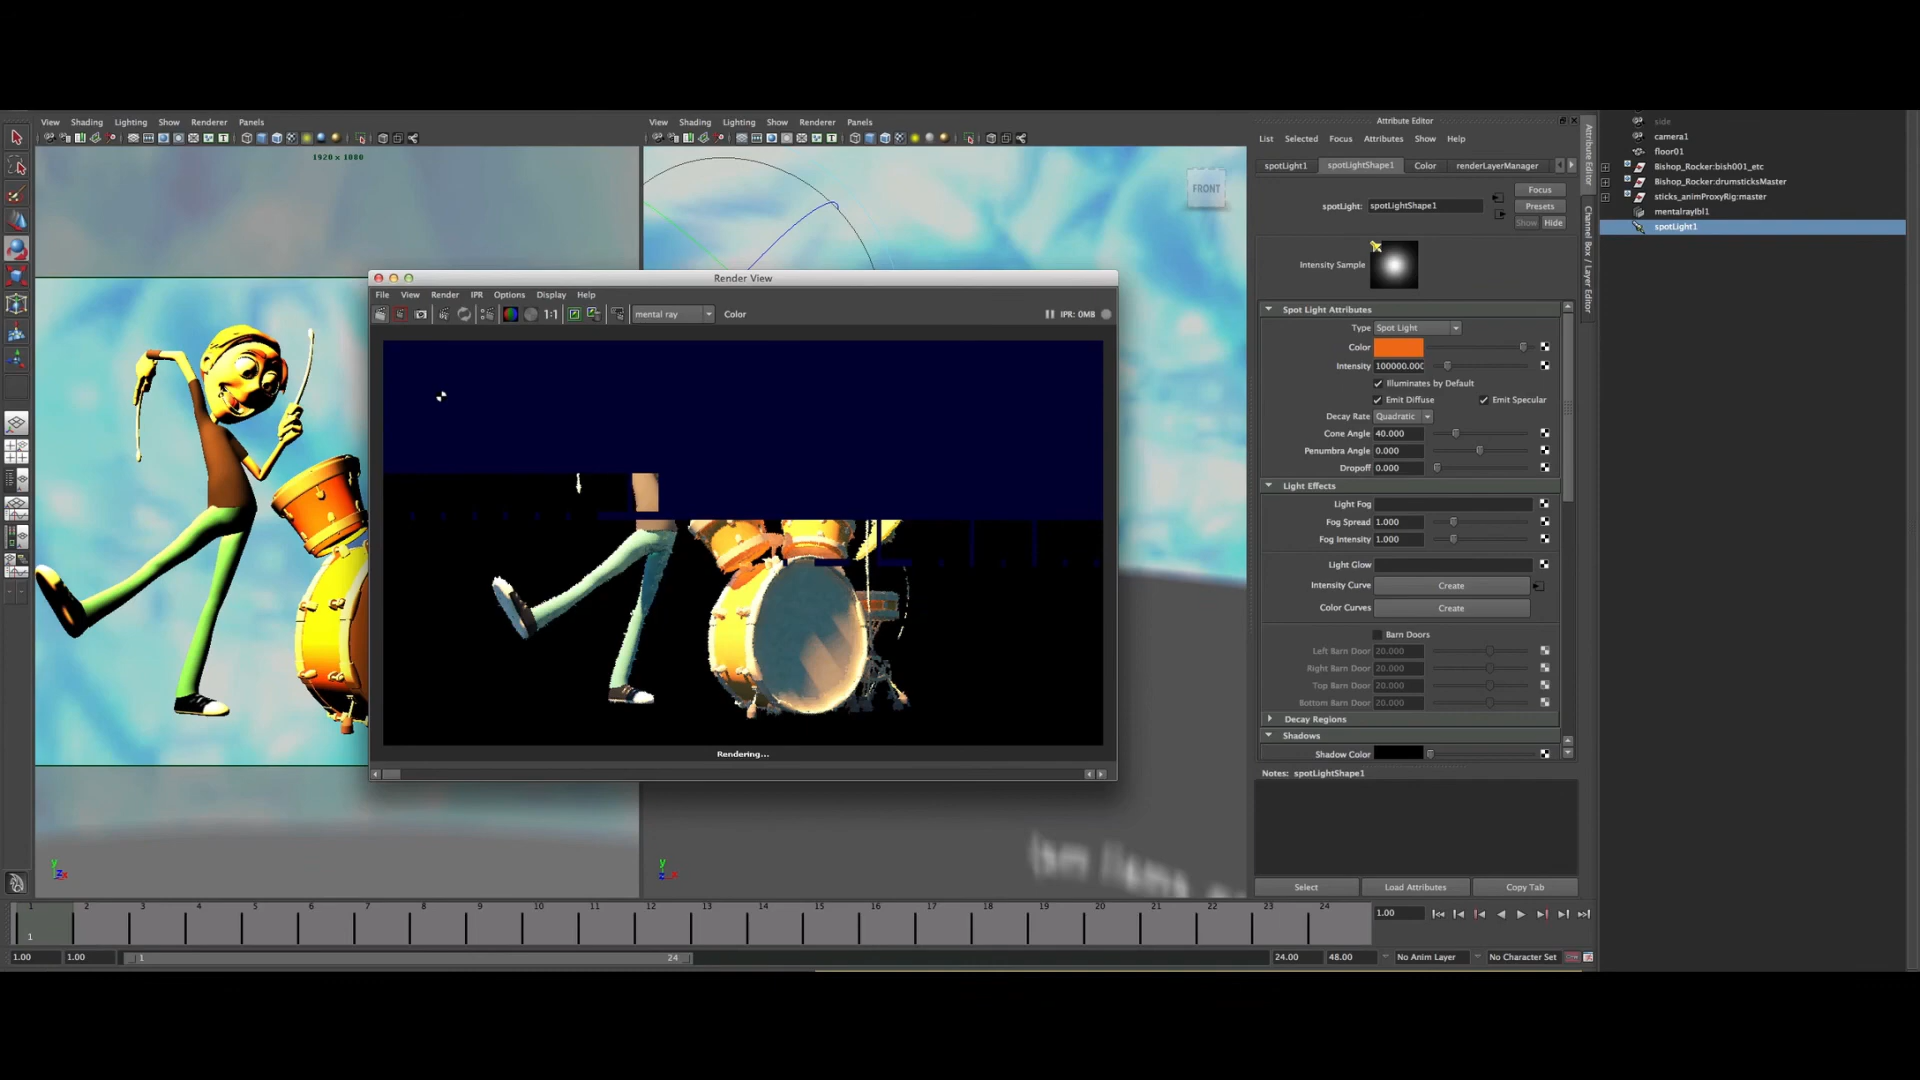 View Shading Lighting Show Renderer Panels
View Shading Lighting Show Renderer Panels
1920 x 1080
FRONT
Render View
File View Render IPR Options Display Help
1:1 mental ray Color IPR: 0MB
Rendering...
Attribute Editor
List Selected Focus Attributes Show Help
spotLight1 spotLightShape1 Color renderLayerManager
spotLight: spotLightShape1
Focus
Presets
Show Hide
Intensity Sample
Spot Light Attributes
Type Spot Light
Color
Intensity 100000.000
Illuminates by Default
Emit Diffuse Emit Specular
Decay Rate Quadratic
Cone Angle 40.000
Penumbra Angle 0.000
Dropoff 0.000
Light Effects
Light Fog
Fog Spread 1.000
Fog Intensity 1.000
Light Glow
Intensity Curve Create
Color Curves Create
Barn Doors
Left Barn Door 20.000
Right Barn Door 20.000
Top Barn Door 20.000
Bottom Barn Door 20.000
Decay Regions
Shadows
Shadow Color
Notes: spotLightShape1
Select Load Attributes Copy Tab
Attribute Editor
Channel Box / Layer Editor
side
camera1
floor01
Bishop_Rocker:bish001_etc
Bishop_Rocker:drumsticksMaster
sticks_animProxyRig:master
mentalrayIbl1
spotLight1
y
z x
y
z x
1 2 3 4 5 6 7 8 9 10 11 12 13 14 15 16 17 18 19 20 21 22 23 24
1
1.00
1.00 1.00 1 24 24.00 48.00 No Anim Layer No Character Set